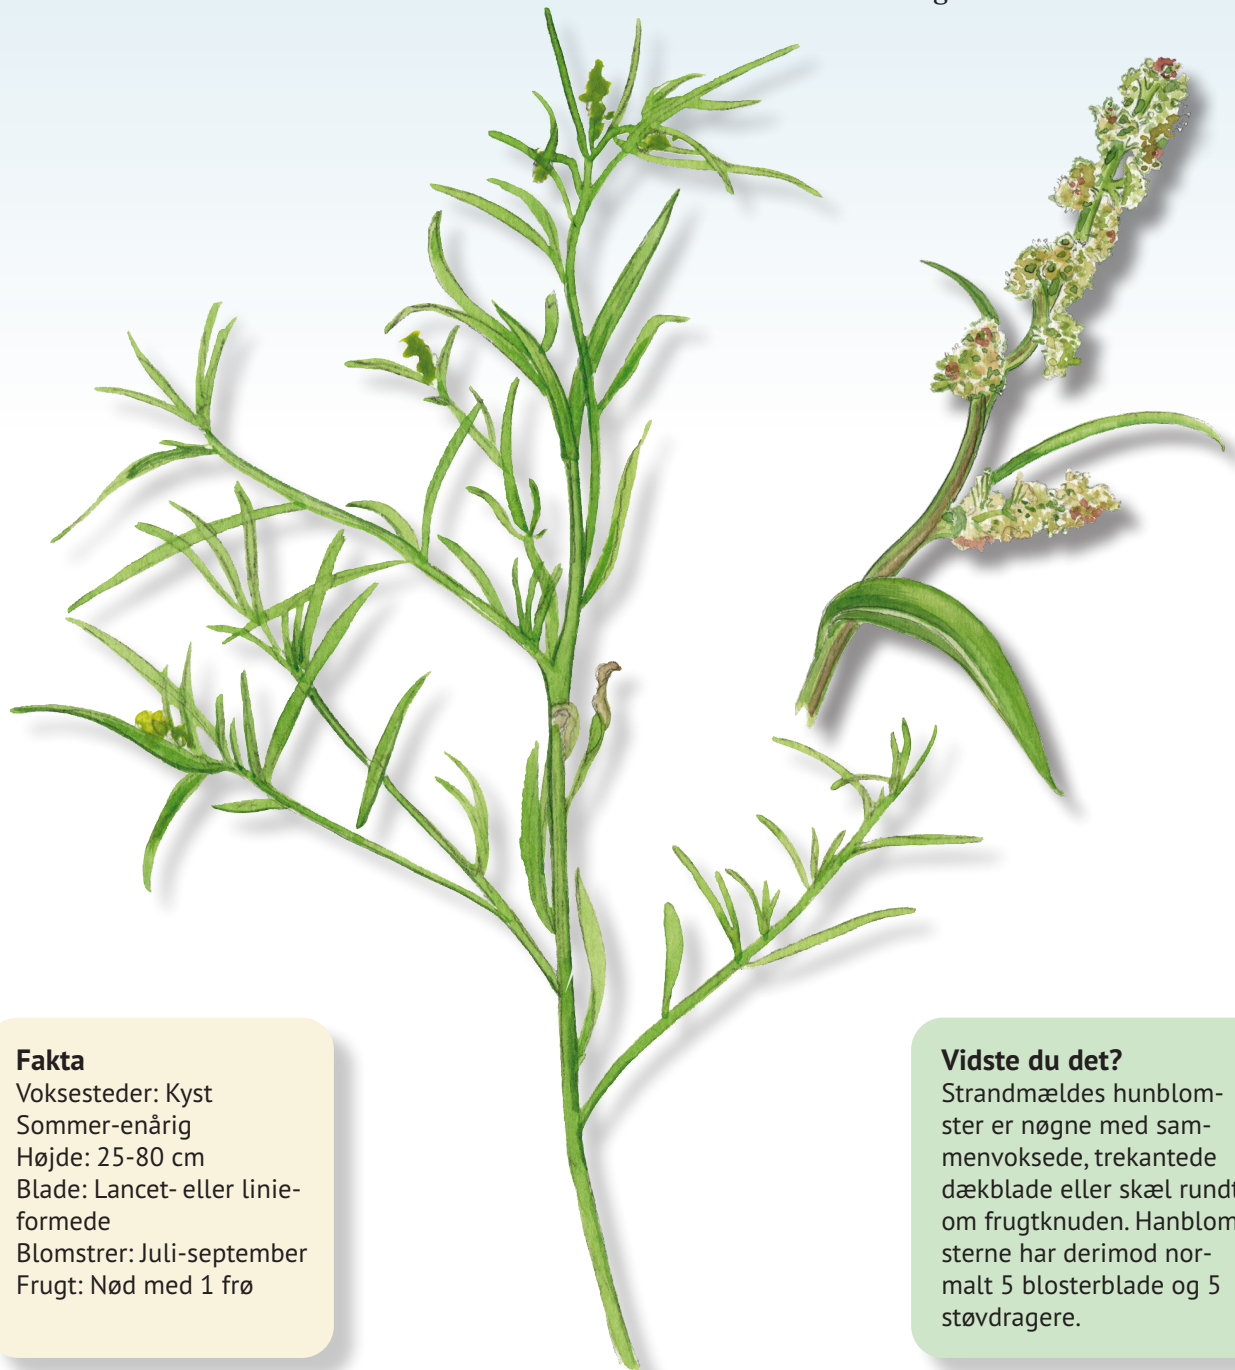 Fakta
Voksesteder: Kyst
Sommer-enårig
Højde: 25-80 cm
Blade: Lancet- eller linie-
formede
Blomstrer: Juli-september
Frugt: Nød med 1 frø
Vidste du det?
Strandmældes hunblom-
ster er nøgne med sam-
menvoksede, trekantede
dækblade eller skæl rundt
om frugtknuden. Hanblom
sterne har derimod nor-
malt 5 blosterblade og 5
støvdragere.